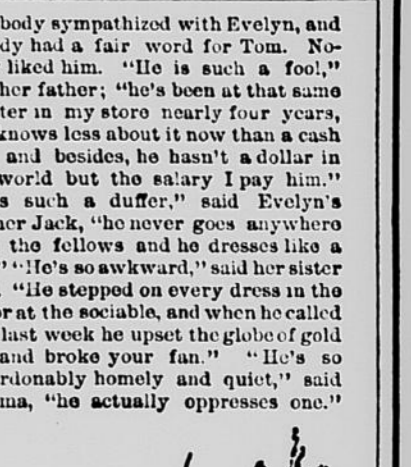 body sympathized with Evelyn, and
dy had a fair word for Tom. No-
liked him. "He is such a fool,"
her father; "he's been at that same
ter in my store nearly four years,
knows less about it now than a cash
and besides, he hasn't a dollar in
world but the salary I pay him."
s such a duffer," said Evelyn's
her Jack, "he never goes anywhere
the fellows and he dresses like a
" "He's so awkward," said her sister
. "He stepped on every dress in the
or at the sociable, and when he called
last week he upset the globe of gold
and broke your fan." "He's so
rdonably homely and quiet," said
ma, "he actually oppresses one."